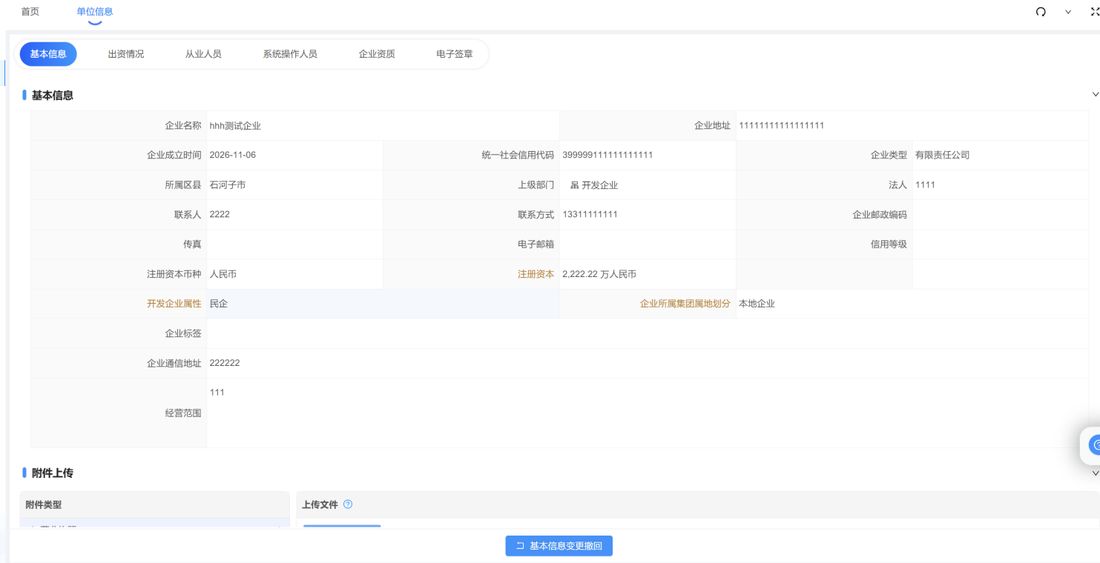 首页 单位信息
基本信息 出资情况 从业人员 系统操作人员 企业资质 电子签章
基本信息
企业名称 hhh测试企业 企业地址 11111111111111111
企业成立时间 2026-11-06 统一社会信用代码 399999111111111111 企业类型 有限责任公司
所属区县 石河子市 上级部门 开发企业 法人 1111
联系人 2222 联系方式 13311111111 企业邮政编码
传真 电子邮箱 信用等级
注册资本币种 人民币 注册资本 2,222.22 万人民币
开发企业属性 民企 企业所属集团属地划分 本地企业
企业标签
企业通信地址 222222
经营范围 111
附件上传
附件类型 上传文件
基本信息变更撤回